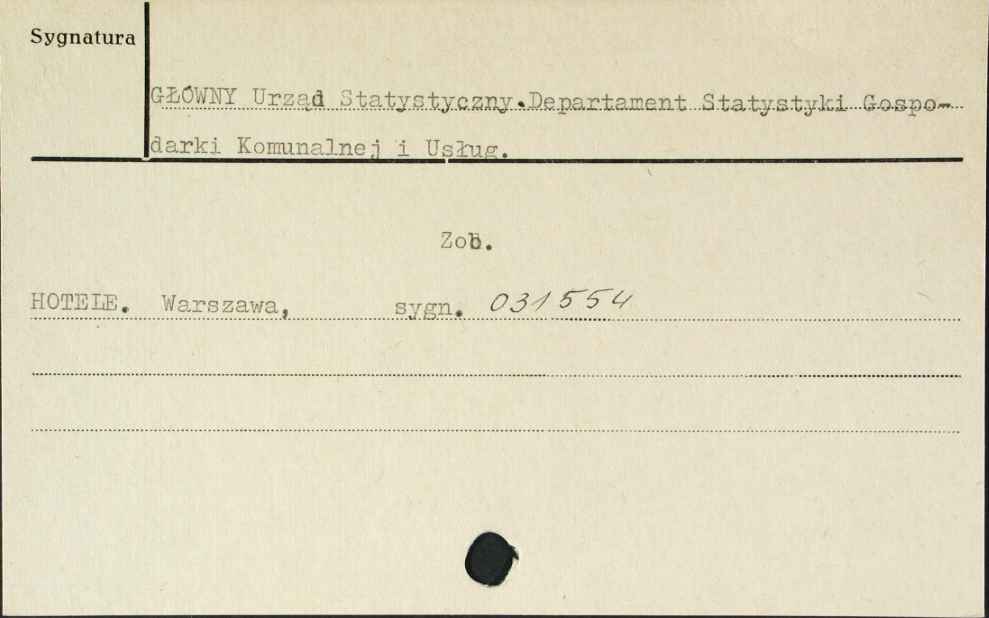 Sygnatura
GŁÓWNY Urząd Statystyczny.Departament Statystyki Gospo-
darki Komunalnej i Usług.
Zob.
HOTELE. Warszawa, sygn. 031554